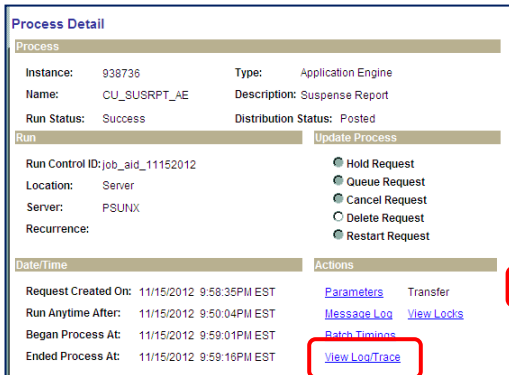 Process Detail
Process
Instance: 938736 Type: Application Engine
Name: CU_SUSRPT_AE Description: Suspense Report
Run Status: Success Distribution Status: Posted
Run Update Process
Run Control ID: job_aid_11152012 Hold Request
Location: Server Queue Request
Server: PSUNX Cancel Request
Recurrence: Delete Request
Restart Request
Date/Time Actions
Request Created On: 11/15/2012 9:58:35PM EST Parameters Transfer
Run Anytime After: 11/15/2012 9:50:04PM EST Message Log View Locks
Began Process At: 11/15/2012 9:59:01PM EST Batch Timings
Ended Process At: 11/15/2012 9:59:16PM EST View Log/Trace